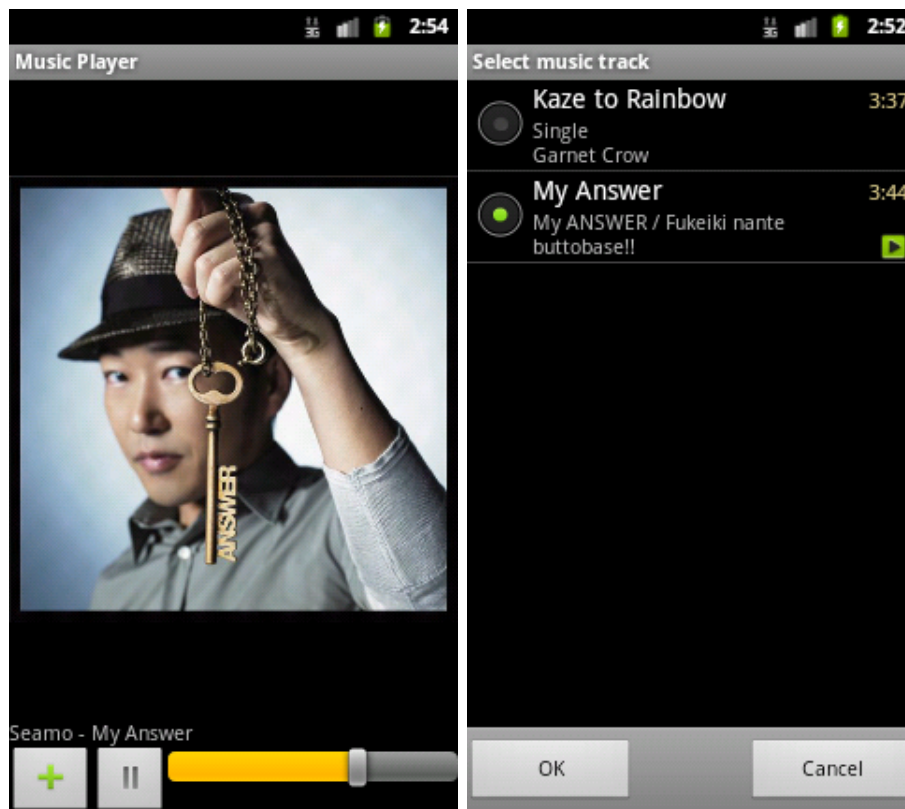 3G
2:54
Music Player
ANSWER
Seamo - My Answer
3G
2:52
Select music track
Kaze to Rainbow
3:37
Single
Garnet Crow
My Answer
3:44
My ANSWER / Fukeiki nante
buttobase!!
OK
Cancel